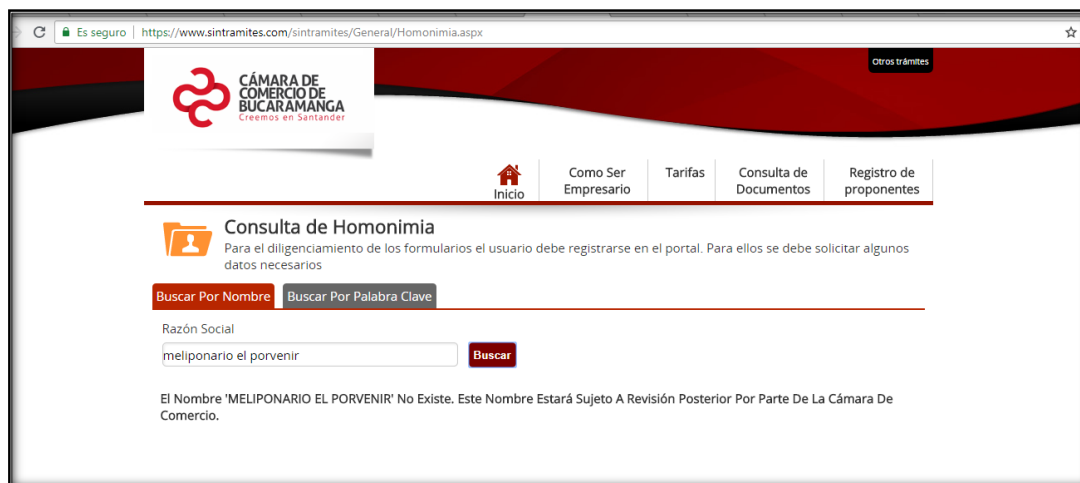 Es seguro | https://www.sintramites.com/sintramites/General/Homonimia.aspx
Otros trámites
CÁMARA DE
COMERCIO DE
BUCARAMANGA
Creemos en Santander
Inicio
Como Ser
Empresario
Tarifas
Consulta de
Documentos
Registro de
proponentes
Consulta de Homonimia
Para el diligenciamiento de los formularios el usuario debe registrarse en el portal. Para ellos se debe solicitar algunos
datos necesarios
Buscar Por Nombre
Buscar Por Palabra Clave
Razón Social
meliponario el porvenir
Buscar
El Nombre 'MELIPONARIO EL PORVENIR' No Existe. Este Nombre Estará Sujeto A Revisión Posterior Por Parte De La Cámara De
Comercio.